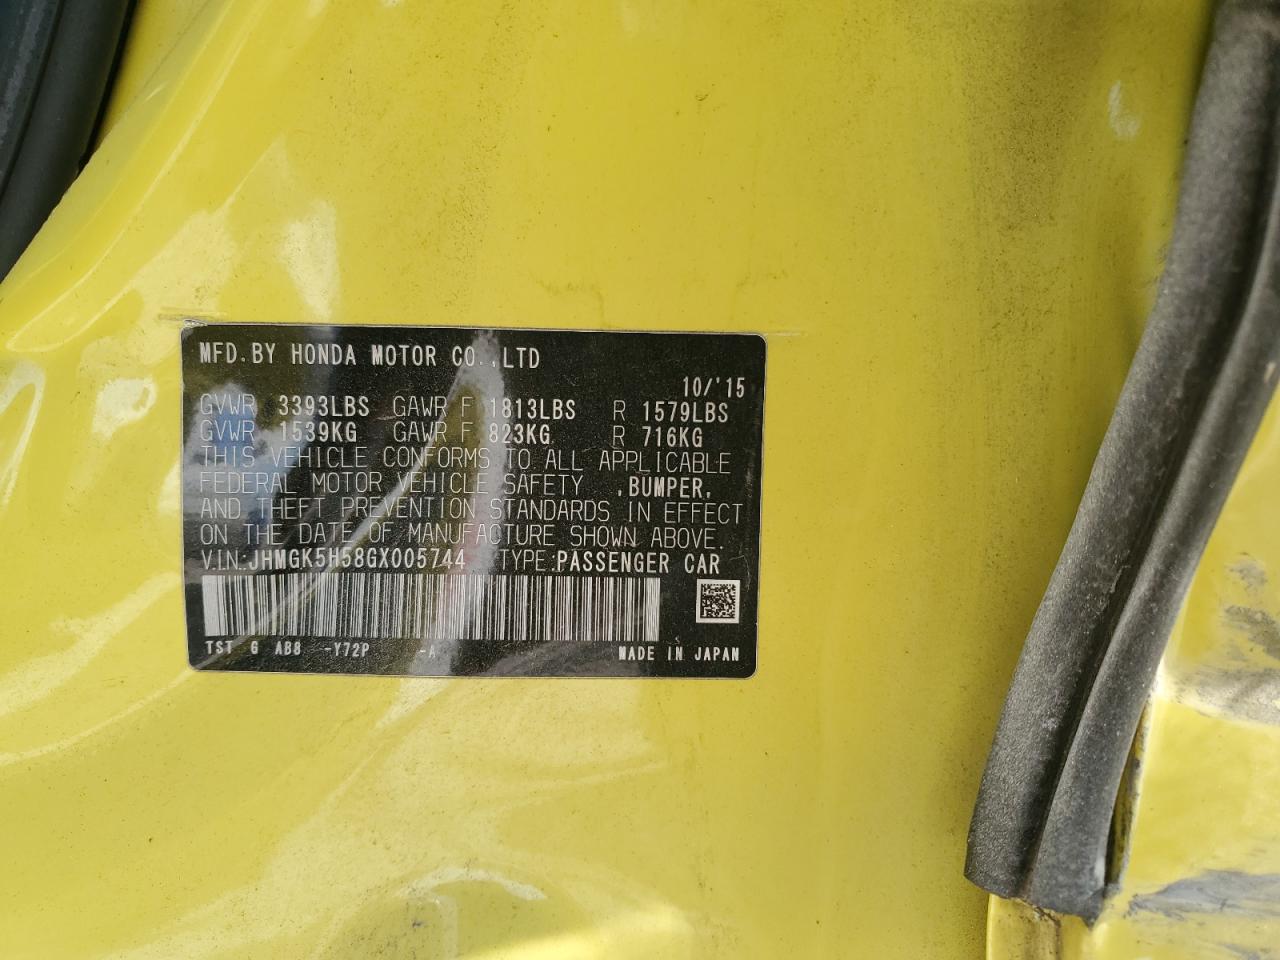 MFD.BY HONDA MOTOR CO.,LTD
10/'15
GVWR 3393LBS GAWR F 1813LBS R 1579LBS
GVWR 1539KG GAWR F 823KG R 716KG
THIS VEHICLE CONFORMS TO ALL APPLICABLE
FEDERAL MOTOR VEHICLE SAFETY ,BUMPER,
AND THEFT PREVENTION STANDARDS IN EFFECT
ON THE DATE OF MANUFACTURE SHOWN ABOVE.
V.I.N.:JHMGK5H58GX005744 TYPE:PASSENGER CAR
TST G AB8 -Y72P -A MADE IN JAPAN